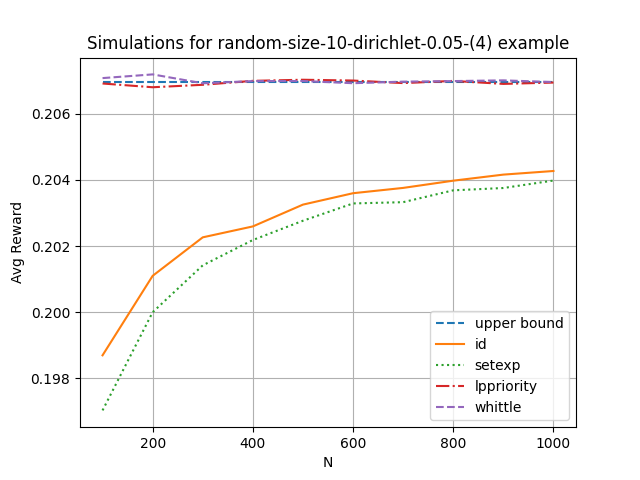 Simulations for random-size-10-dirichlet-0.05-(4) example
0.206
0.204
0.202
0.200
0.198
Avg Reward
upper bound
id
setexp
lppriority
whittle
200 400 600 800 1000
N